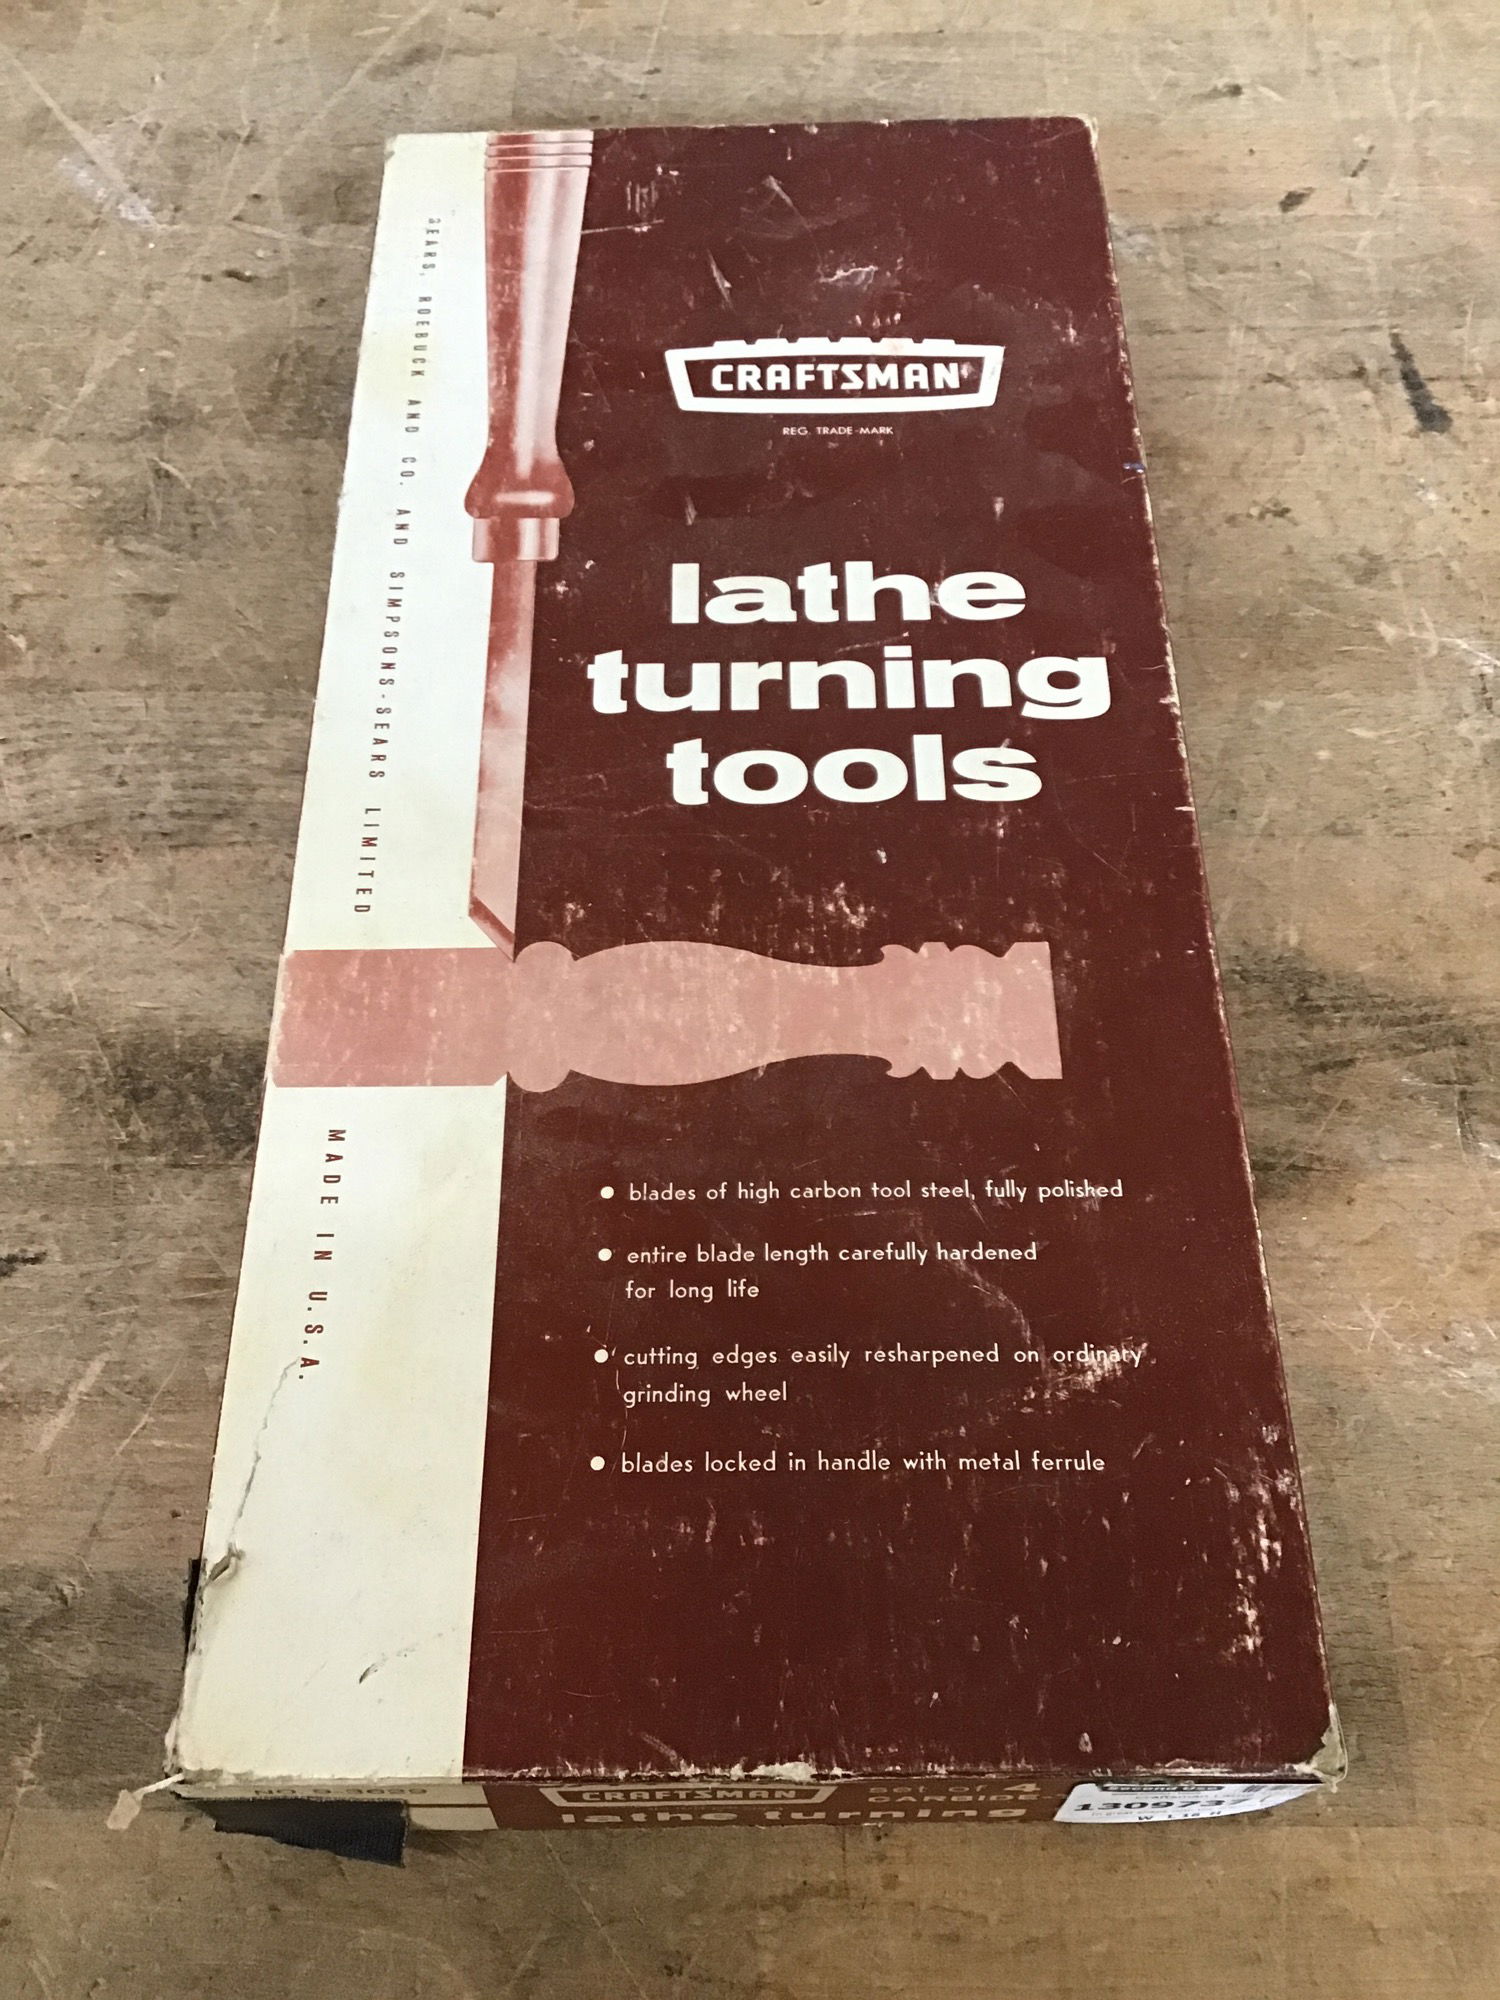 SEARS, ROEBUCK AND CO. AND SIMPSONS-SEARS LIMITED
MADE IN U.S.A.
CRAFTSMAN
REG. TRADE-MARK
lathe
turning
tools
• blades of high carbon tool steel, fully polished
• entire blade length carefully hardened
for long life
• cutting edges easily resharpened on ordinary
grinding wheel
• blades locked in handle with metal ferrule
CRAFTSMAN
set of 4
CARBIDE-
lathe turning
Second Use